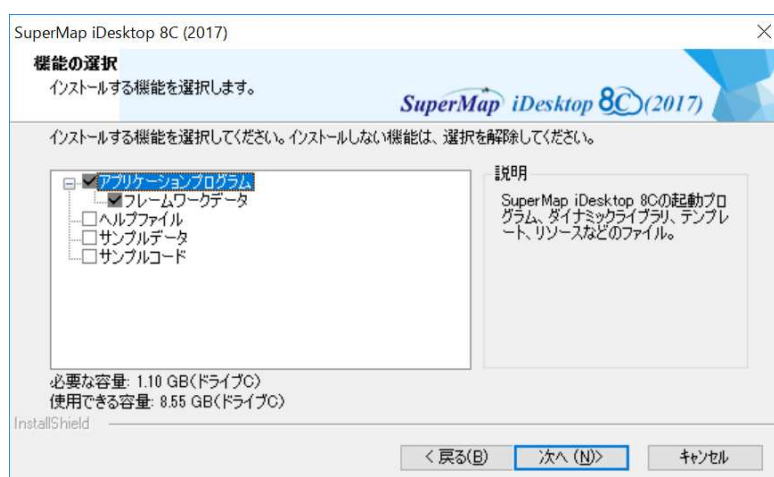 SuperMap iDesktop 8C (2017)
機能の選択
インストールする機能を選択します。
SuperMap iDesktop 8C(2017)
インストールする機能を選択してください。インストールしない機能は、選択を解除してください。
アプリケーションプログラム
フレームワークデータ
ヘルプファイル
サンプルデータ
サンプルコード
説明
SuperMap iDesktop 8Cの起動プロ
グラム、ダイナミックライブラリ、テンプレ
ート、リソースなどのファイル。
必要な容量: 1.10 GB(ドライブC)
使用できる容量: 8.55 GB(ドライブC)
InstallShield
< 戻る(B)
次へ (N)>
キャンセル